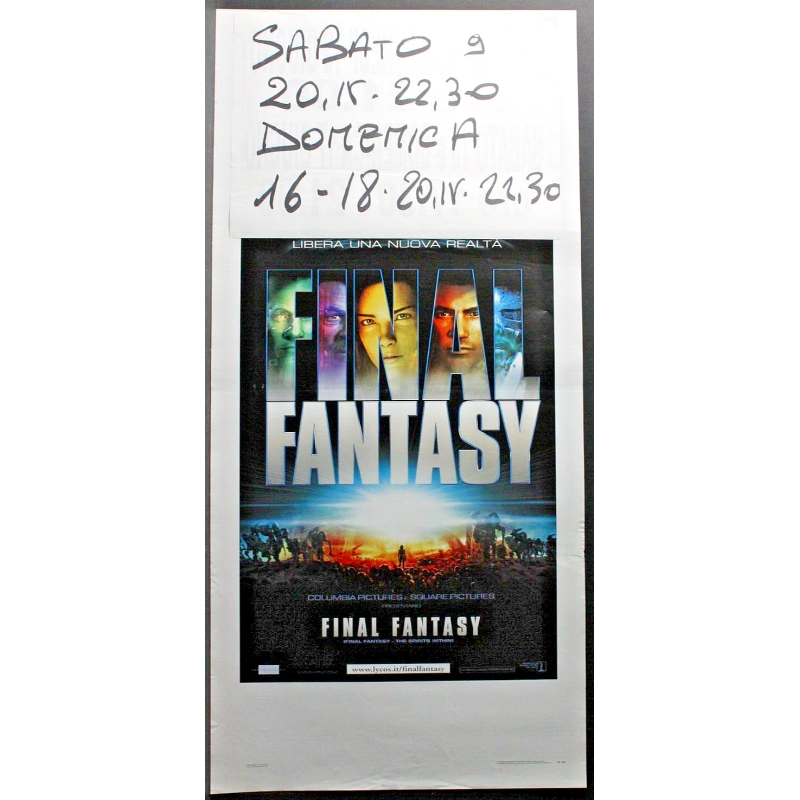 SABATO 9
20,15 · 22,30
DOMENICA
16 - 18 · 20,15 · 22,30
LIBERA UNA NUOVA REALTÀ
FINAL
FANTASY
COLUMBIA PICTURES E SQUARE PICTURES
PRESENTANO
FINAL FANTASY
(FINAL FANTASY - THE SPIRITS WITHIN)
www.lycos.it/finalfantasy